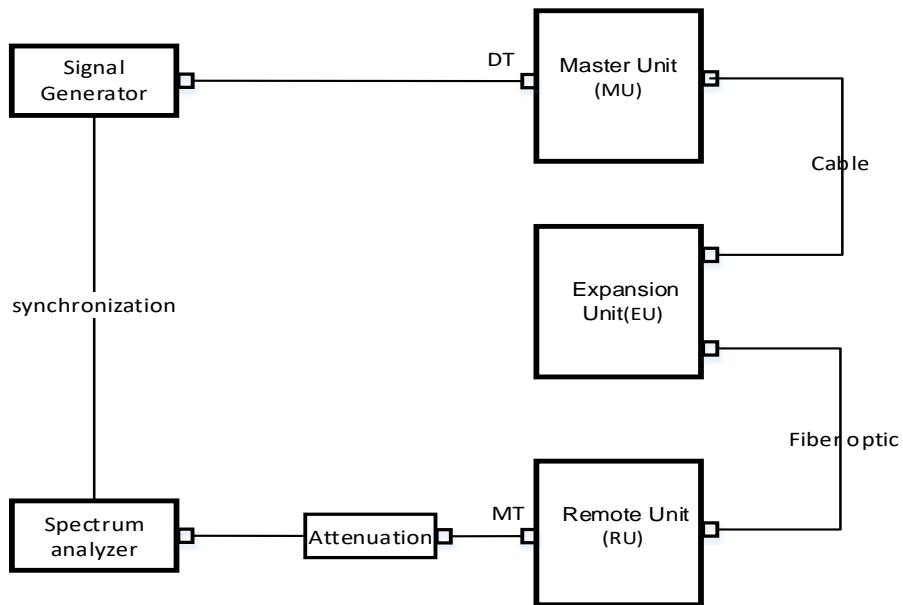 Signal
Generator
DT
Master Unit
(MU)
Cable
synchronization
Expansion
Unit(EU)
Fiber optic
Spectrum
analyzer
Attenuation
MT
Remote Unit
(RU)